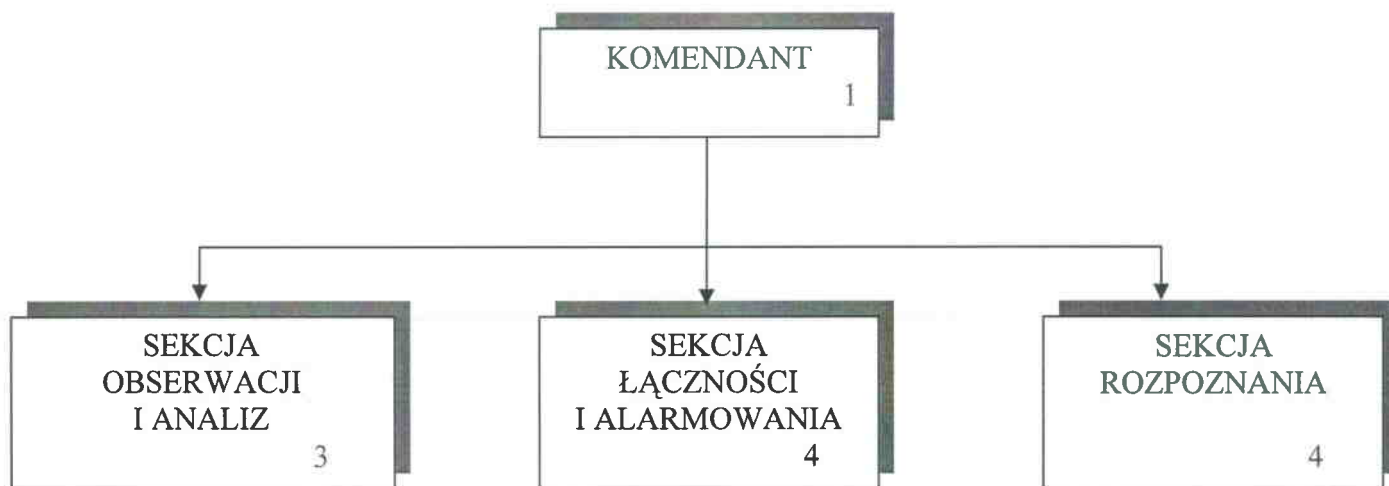 KOMENDANT
1
SEKCJA
OBSERWACJI
I ANALIZ
3
SEKCJA
ŁĄCZNOŚCI
I ALARMOWANIA
4
SEKCJA
ROZPOZNANIA
4